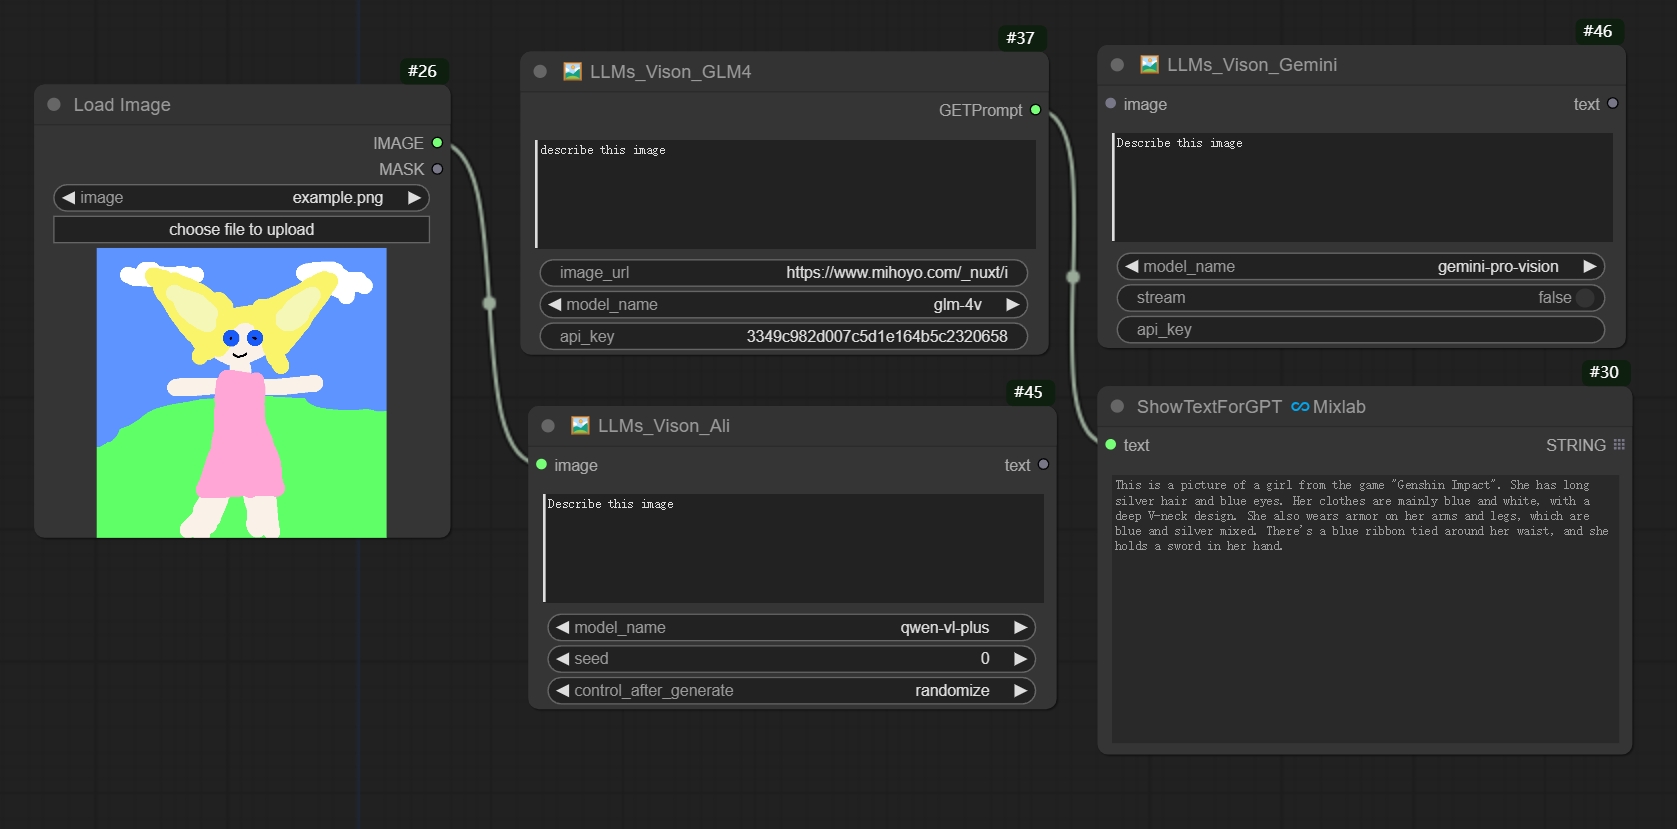 #26
Load Image
IMAGE
MASK
image example.png
choose file to upload
#37
LLMs_Vison_GLM4
GETPrompt
describe this image
image_url https://www.mihoyo.com/_nuxt/i
model_name glm-4v
api_key 3349c982d007c5d1e164b5c2320658
#45
LLMs_Vison_Ali
image text
Describe this image
model_name qwen-vl-plus
seed 0
control_after_generate randomize
#46
LLMs_Vison_Gemini
image text
Describe this image
model_name gemini-pro-vision
stream false
api_key
#30
ShowTextForGPT Mixlab
text STRING
This is a picture of a girl from the game "Genshin Impact". She has long
silver hair and blue eyes. Her clothes are mainly blue and white, with a
deep V-neck design. She also wears armor on her arms and legs, which are
blue and silver mixed. There's a blue ribbon tied around her waist, and she
holds a sword in her hand.